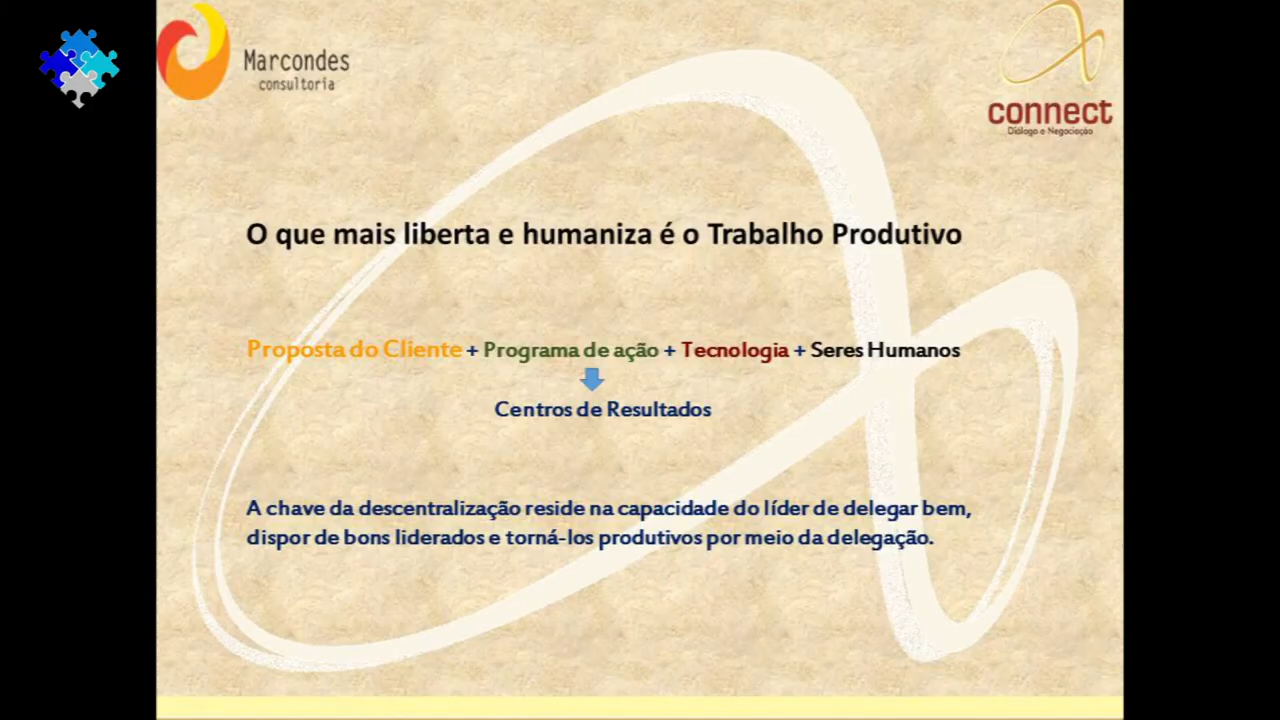 Marcondes
consultoria
connect
Diálogo e Negociação
O que mais liberta e humaniza é o Trabalho Produtivo
Proposta do Cliente + Programa de ação + Tecnologia + Seres Humanos
Centros de Resultados
A chave da descentralização reside na capacidade do líder de delegar bem,
dispor de bons liderados e torná-los produtivos por meio da delegação.